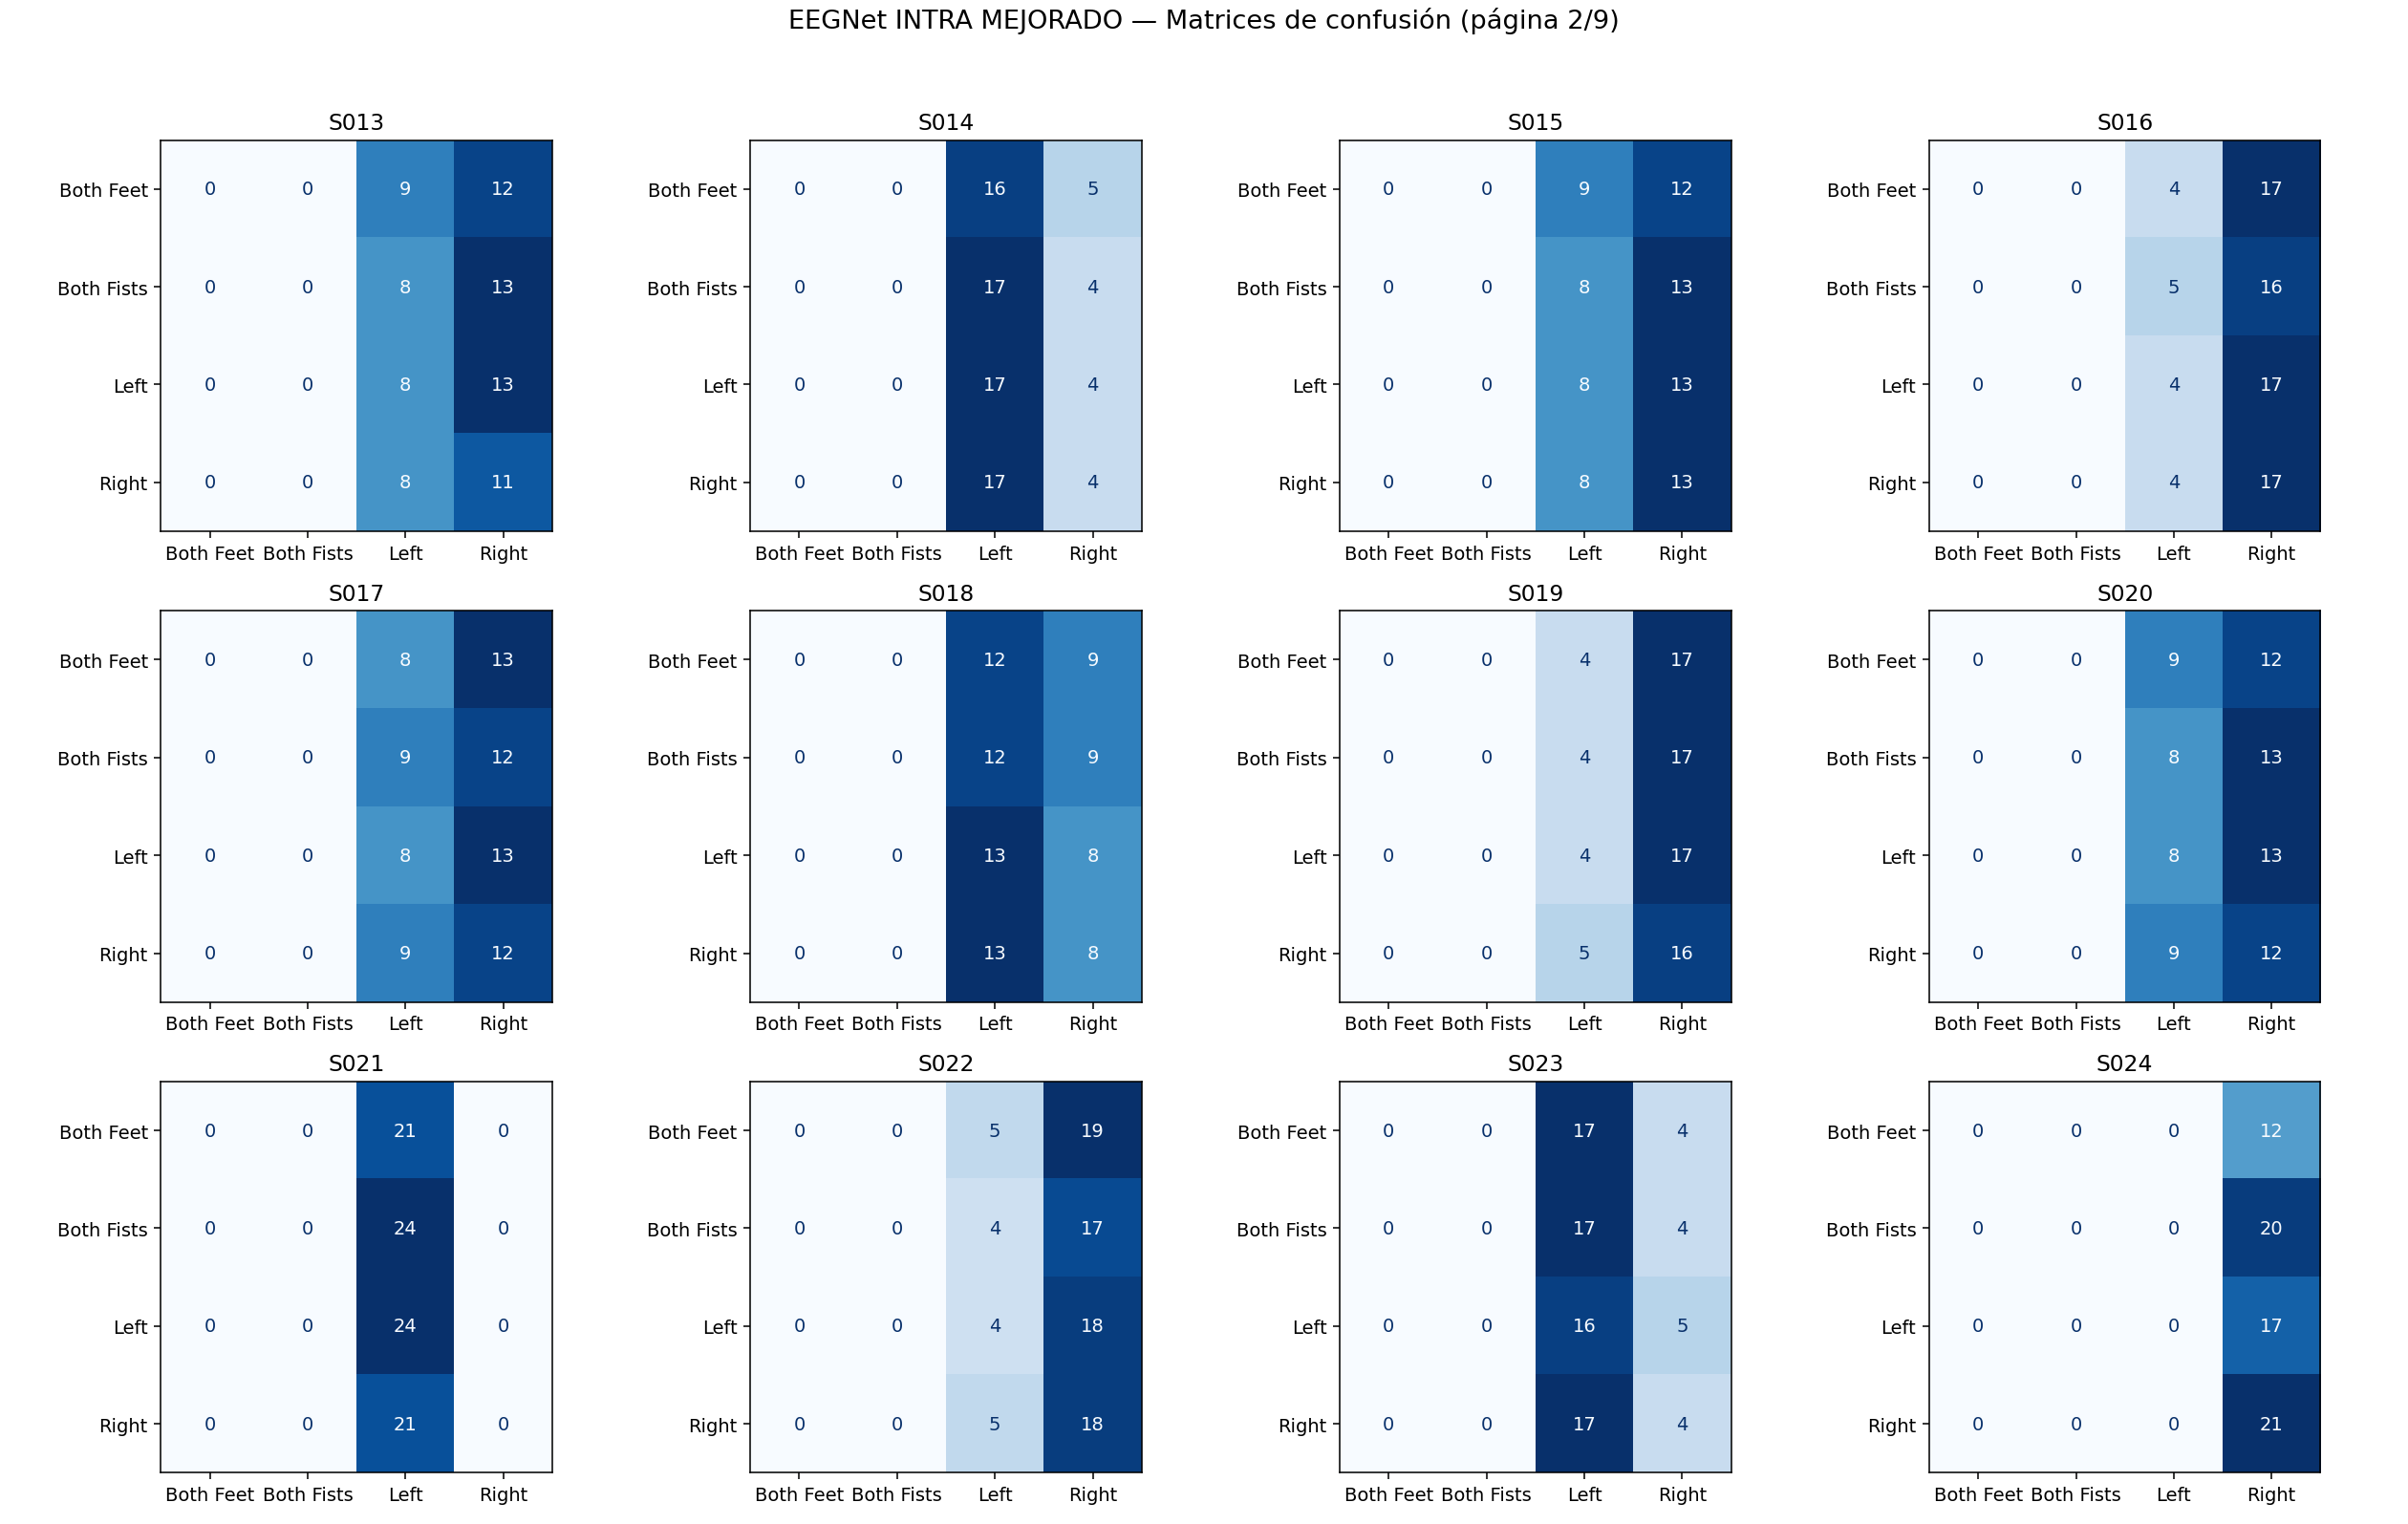 EEGNet INTRA MEJORADO — Matrices de confusión (página 2/9)
S013 S014 S015 S016
Both Feet 0 0 9 12 Both Feet 0 0 16 5 Both Feet 0 0 9 12 Both Feet 0 0 4 17
Both Fists 0 0 8 13 Both Fists 0 0 17 4 Both Fists 0 0 8 13 Both Fists 0 0 5 16
Left 0 0 8 13 Left 0 0 17 4 Left 0 0 8 13 Left 0 0 4 17
Right 0 0 8 11 Right 0 0 17 4 Right 0 0 8 13 Right 0 0 4 17
Both Feet Both Fists Left Right Both Feet Both Fists Left Right Both Feet Both Fists Left Right Both Feet Both Fists Left Right
S017 S018 S019 S020
Both Feet 0 0 8 13 Both Feet 0 0 12 9 Both Feet 0 0 4 17 Both Feet 0 0 9 12
Both Fists 0 0 9 12 Both Fists 0 0 12 9 Both Fists 0 0 4 17 Both Fists 0 0 8 13
Left 0 0 8 13 Left 0 0 13 8 Left 0 0 4 17 Left 0 0 8 13
Right 0 0 9 12 Right 0 0 13 8 Right 0 0 5 16 Right 0 0 9 12
Both Feet Both Fists Left Right Both Feet Both Fists Left Right Both Feet Both Fists Left Right Both Feet Both Fists Left Right
S021 S022 S023 S024
Both Feet 0 0 21 0 Both Feet 0 0 5 19 Both Feet 0 0 17 4 Both Feet 0 0 0 12
Both Fists 0 0 24 0 Both Fists 0 0 4 17 Both Fists 0 0 17 4 Both Fists 0 0 0 20
Left 0 0 24 0 Left 0 0 4 18 Left 0 0 16 5 Left 0 0 0 17
Right 0 0 21 0 Right 0 0 5 18 Right 0 0 17 4 Right 0 0 0 21
Both Feet Both Fists Left Right Both Feet Both Fists Left Right Both Feet Both Fists Left Right Both Feet Both Fists Left Right